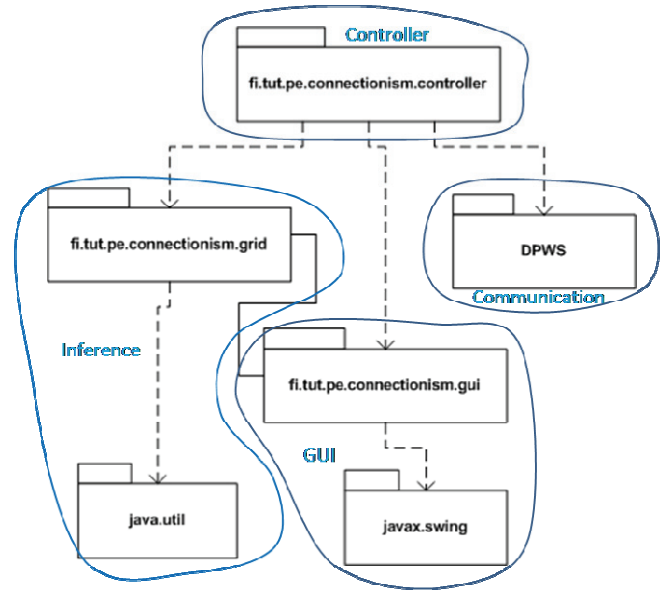 Controller
fi.tut.pe.connectionism.controller
fi.tut.pe.connectionism.grid
DPWS
Communication
Inference
fi.tut.pe.connectionism.gui
GUI
java.util
javax.swing